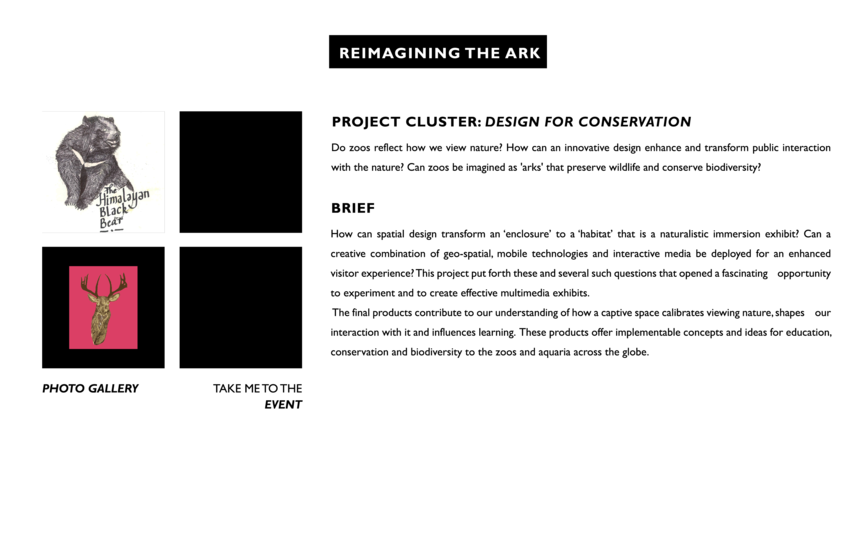 REIMAGINING THE ARK
The
Himalayan
Black
Bear
PROJECT CLUSTER: DESIGN FOR CONSERVATION
Do zoos reflect how we view nature? How can an innovative design enhance and transform public interaction
with the nature? Can zoos be imagined as 'arks' that preserve wildlife and conserve biodiversity?
BRIEF
How can spatial design transform an ‘enclosure’ to a ‘habitat’ that is a naturalistic immersion exhibit? Can a
creative combination of geo-spatial, mobile technologies and interactive media be deployed for an enhanced
visitor experience? This project put forth these and several such questions that opened a fascinating opportunity
to experiment and to create effective multimedia exhibits.
The final products contribute to our understanding of how a captive space calibrates viewing nature, shapes our
interaction with it and influences learning. These products offer implementable concepts and ideas for education,
conservation and biodiversity to the zoos and aquaria across the globe.
PHOTO GALLERY
TAKE ME TO THE
EVENT